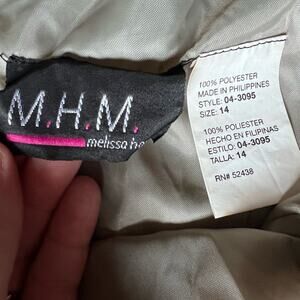 M.H.M.
melissa
100% POLYESTER
MADE IN PHILIPPINES
STYLE: 04-3095
SIZE: 14
100% POLIESTER
HECHO EN FILIPINAS
ESTILO: 04-3095
TALLA: 14
RN# 52438